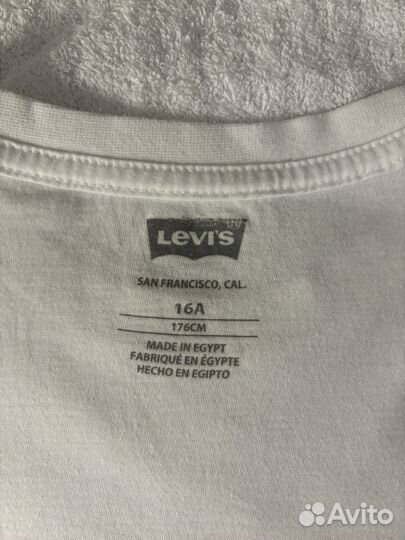 LEVI'S
SAN FRANCISCO, CAL.
16A
176CM
MADE IN EGYPT
FABRIQUÉ EN ÉGYPTE
HECHO EN EGIPTO
Avito